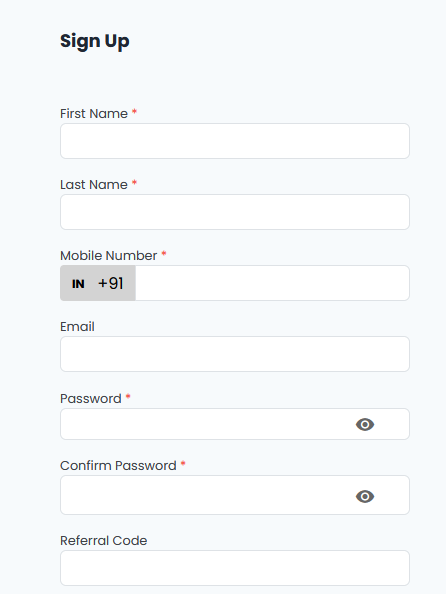 Sign Up
First Name *
Last Name *
Mobile Number *
IN +91
Email
Password *
Confirm Password *
Referral Code